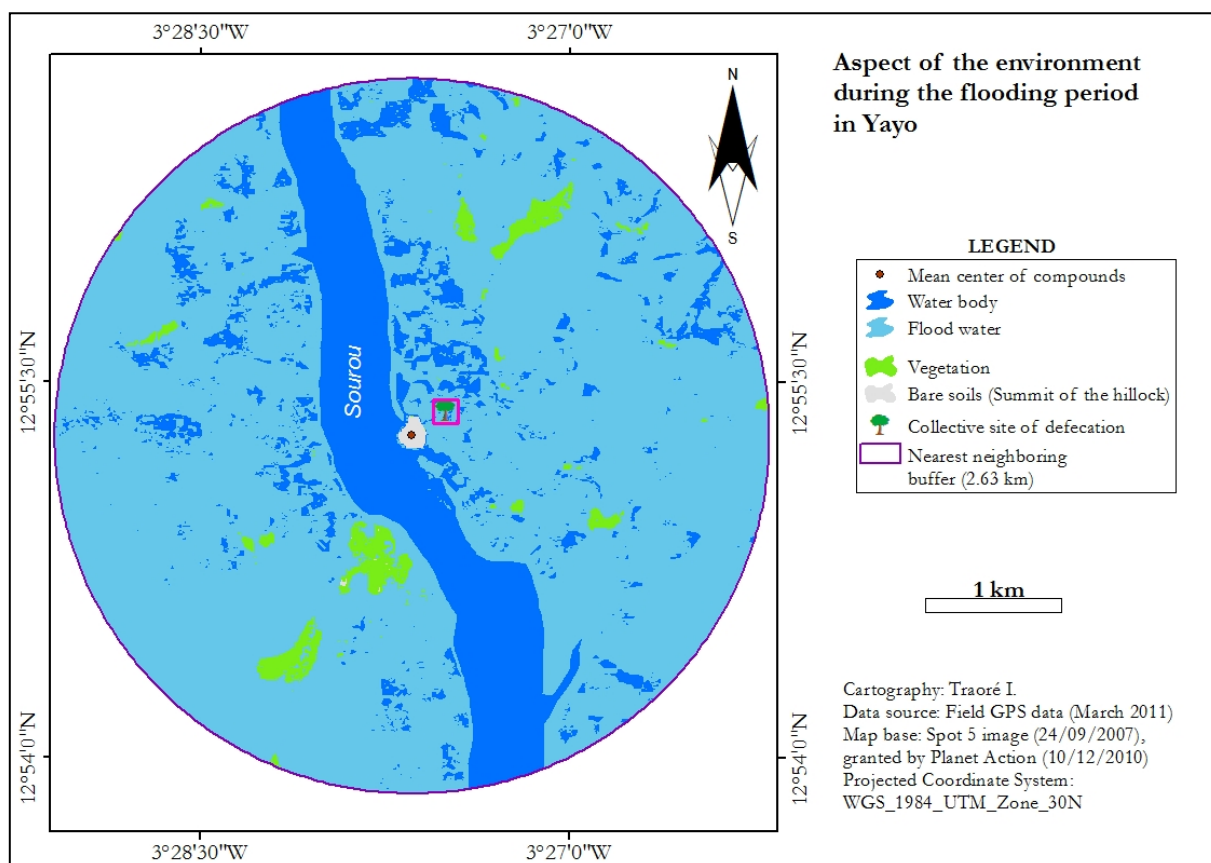 3°28'30"W
3°27'0"W
Aspect of the environment
during the flooding period
in Yayo
N
S
LEGEND
Mean center of compounds
Water body
Flood water
Vegetation
Bare soils (Summit of the hillock)
Collective site of defecation
Nearest neighboring
buffer (2.63 km)
12°55'30"N
12°55'30"N
Sourou
1 km
Cartography: Traoré I.
Data source: Field GPS data (March 2011)
Map base: Spot 5 image (24/09/2007),
granted by Planet Action (10/12/2010)
Projected Coordinate System:
WGS_1984_UTM_Zone_30N
12°54'0"N
12°54'0"N
3°28'30"W
3°27'0"W